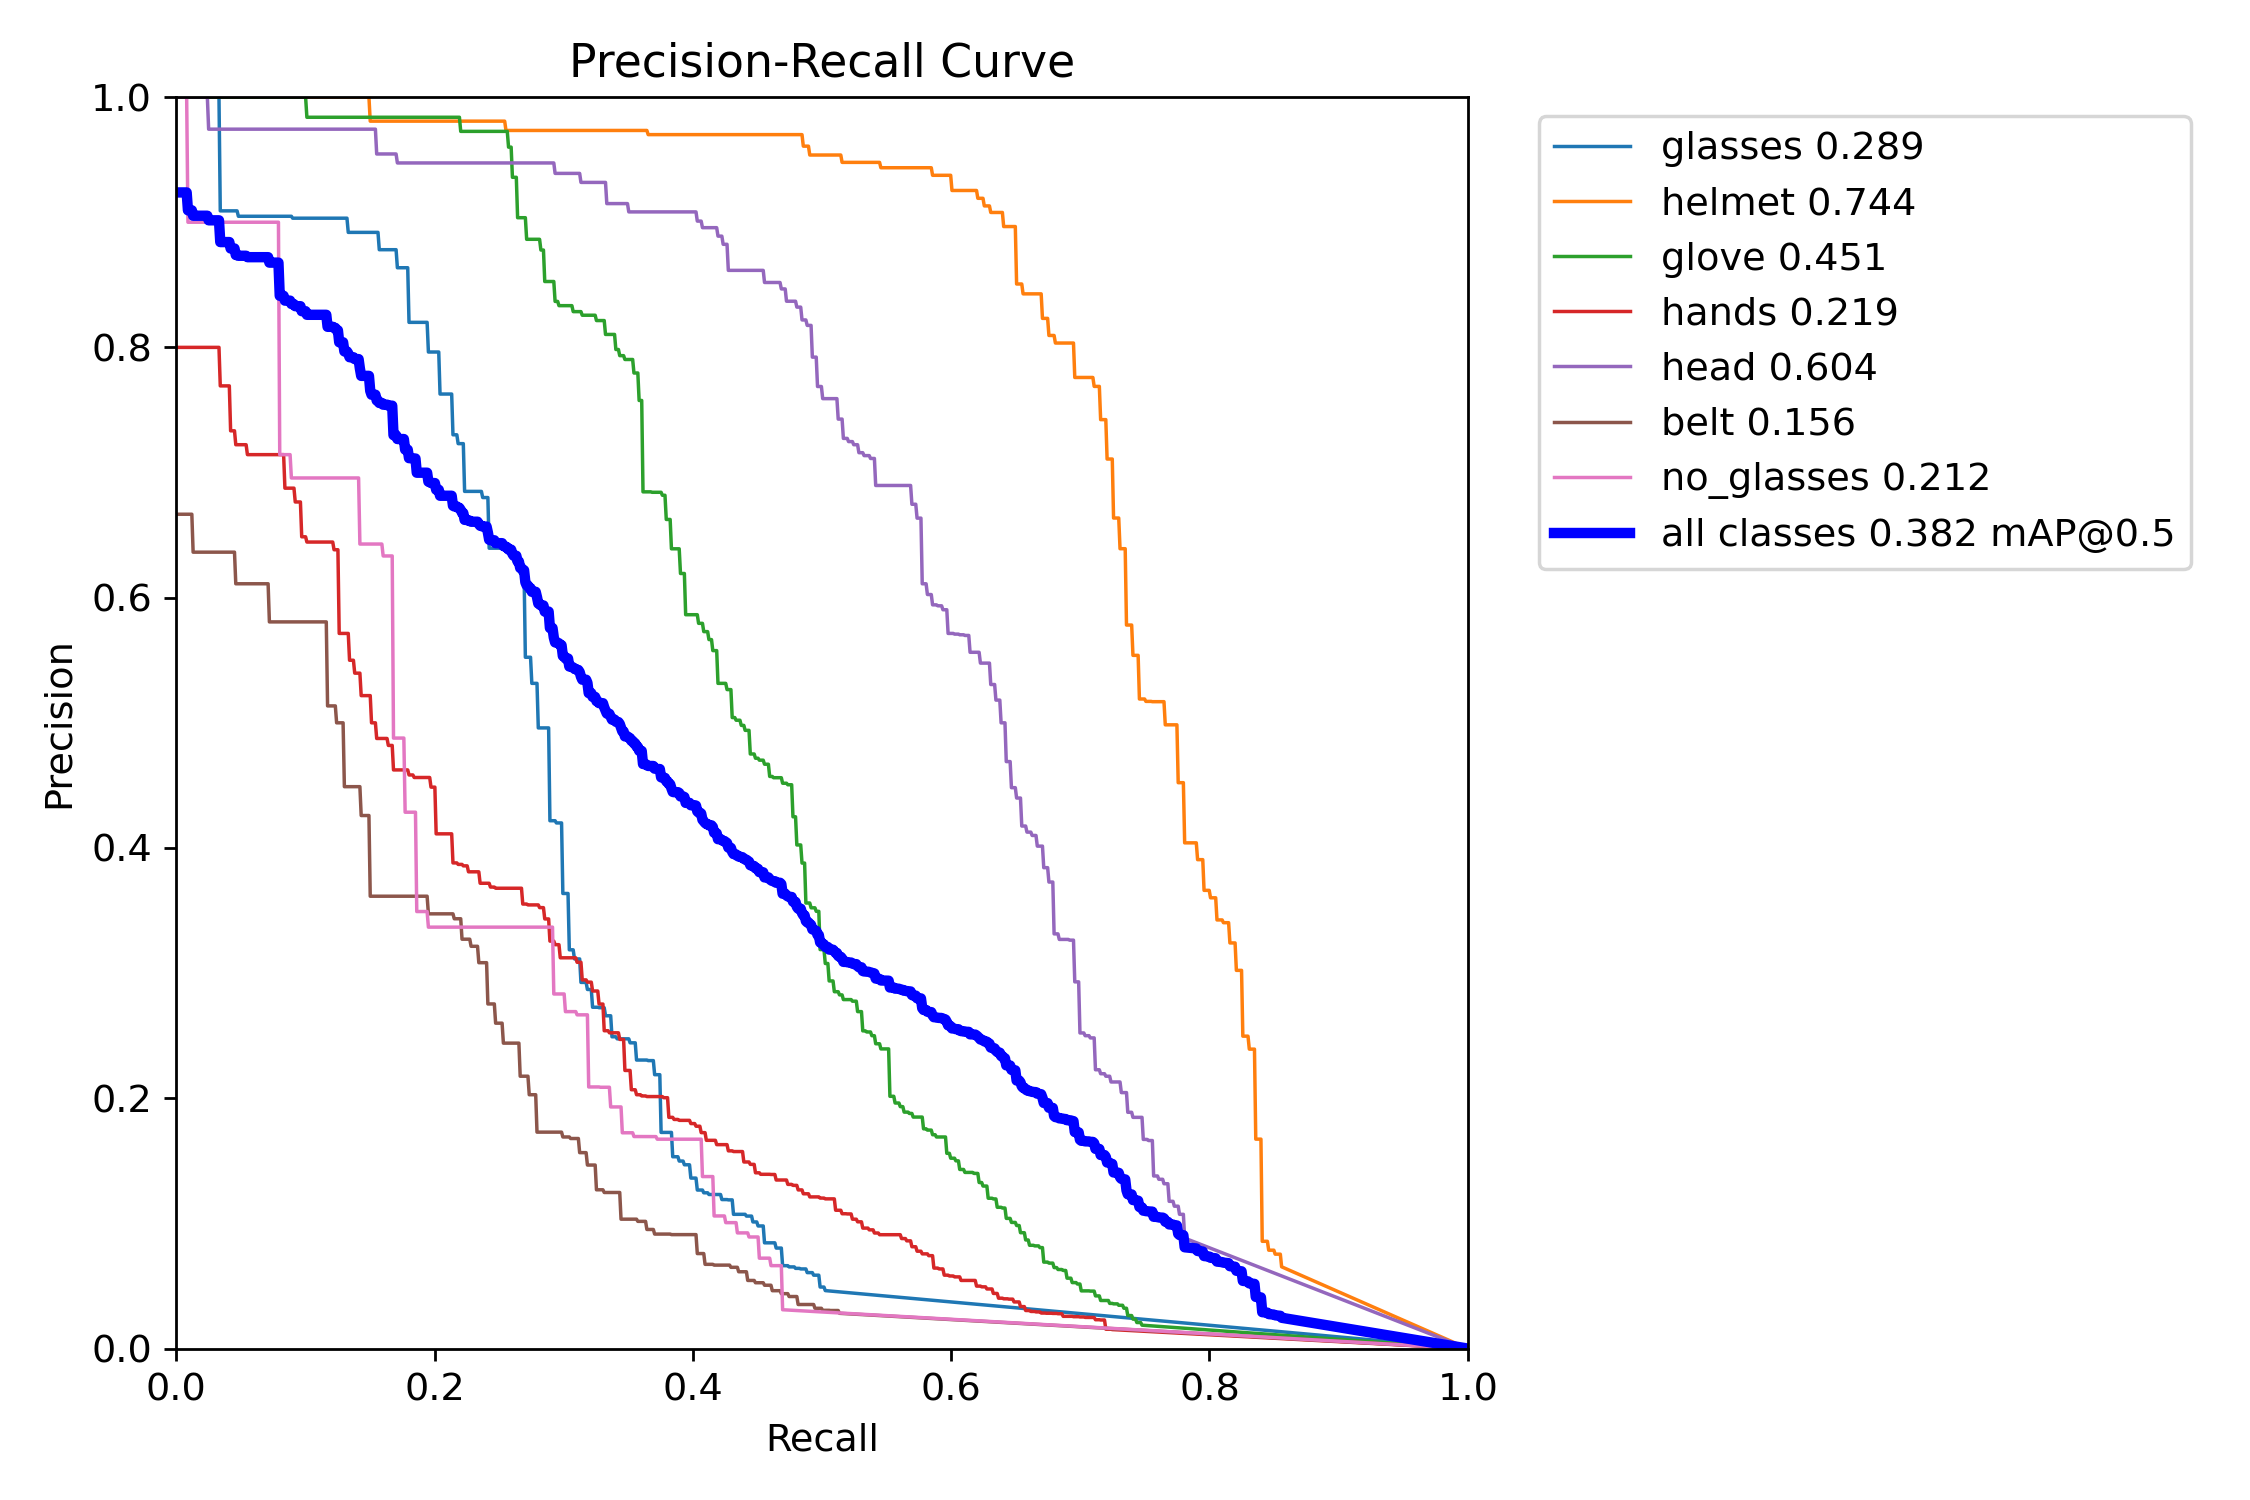 Precision-Recall Curve
1.0
0.8
0.6
0.4
0.2
0.0
Precision
0.0 0.2 0.4 0.6 0.8 1.0
Recall
glasses 0.289
helmet 0.744
glove 0.451
hands 0.219
head 0.604
belt 0.156
no_glasses 0.212
all classes 0.382 mAP@0.5